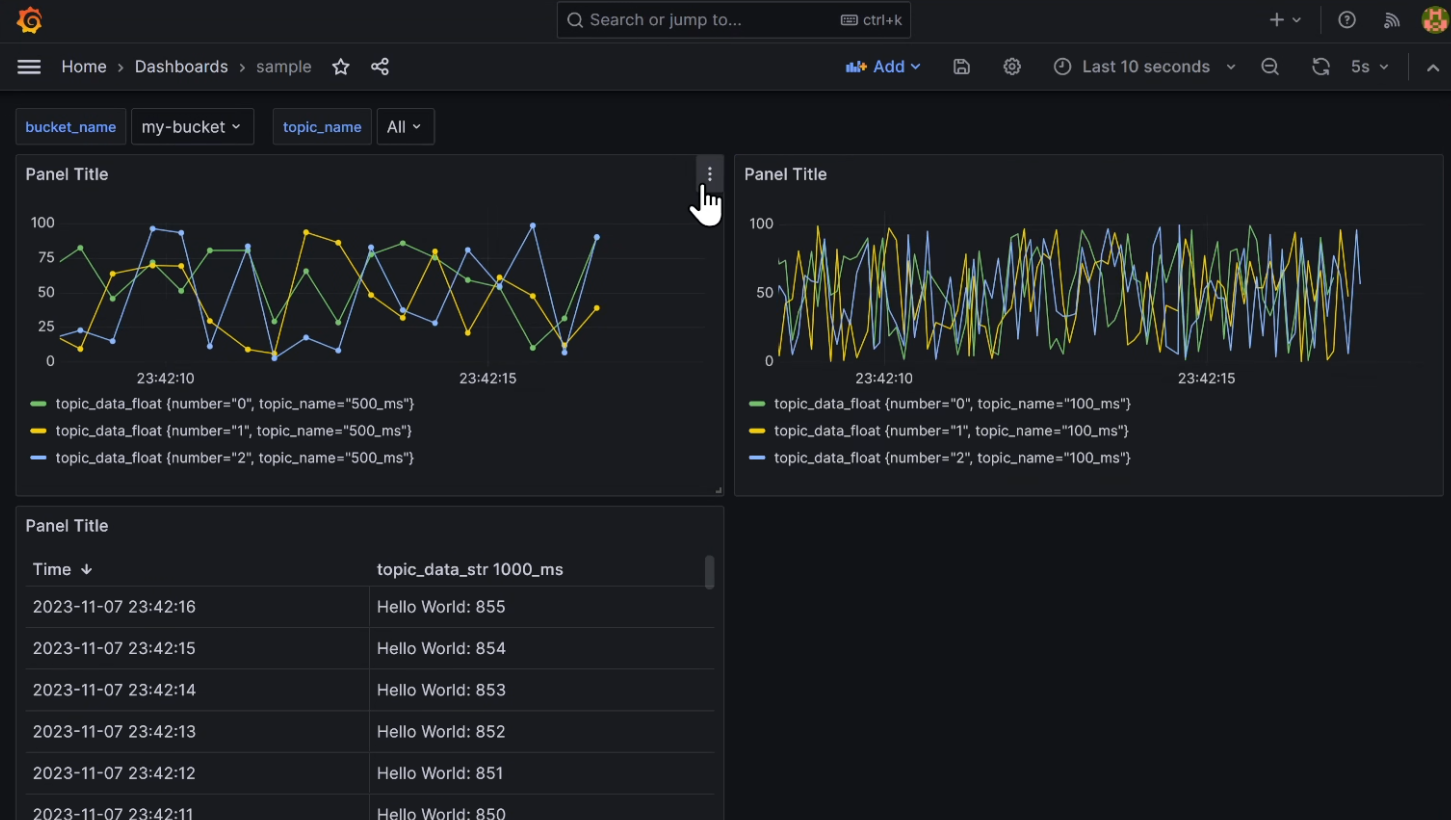 Search or jump to... ctrl+k
Home › Dashboards › sample
Add
Last 10 seconds
5s
bucket_name my-bucket topic_name All
Panel Title
100
75
50
25
0
23:42:10 23:42:15
topic_data_float {number="0", topic_name="500_ms"}
topic_data_float {number="1", topic_name="500_ms"}
topic_data_float {number="2", topic_name="500_ms"}
Panel Title
100
50
0
23:42:10 23:42:15
topic_data_float {number="0", topic_name="100_ms"}
topic_data_float {number="1", topic_name="100_ms"}
topic_data_float {number="2", topic_name="100_ms"}
Panel Title
Time ↓ topic_data_str 1000_ms
2023-11-07 23:42:16 Hello World: 855
2023-11-07 23:42:15 Hello World: 854
2023-11-07 23:42:14 Hello World: 853
2023-11-07 23:42:13 Hello World: 852
2023-11-07 23:42:12 Hello World: 851
2023-11-07 23:42:11 Hello World: 850